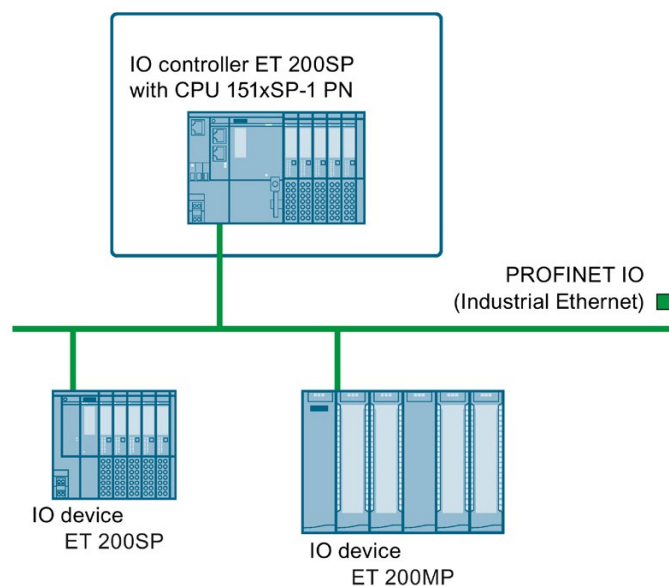 IO controller ET 200SP
with CPU 151xSP-1 PN
PROFINET IO
(Industrial Ethernet)
IO device
ET 200SP
IO device
ET 200MP